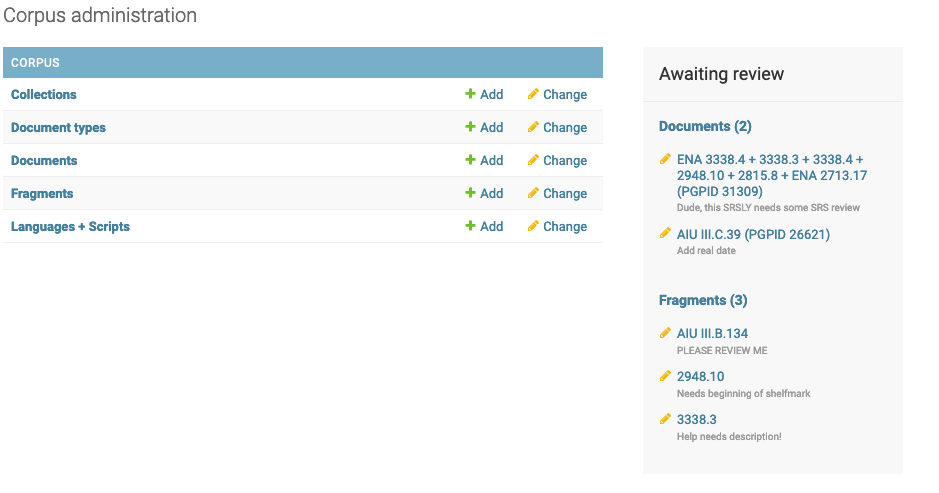 Corpus administration
CORPUS
Collections Add Change
Document types Add Change
Documents Add Change
Fragments Add Change
Languages + Scripts Add Change
Awaiting review
Documents (2)
ENA 3338.4 + 3338.3 + 3338.4 +
2948.10 + 2815.8 + ENA 2713.17
(PGPID 31309)
Dude, this SRSLY needs some SRS review
AIU III.C.39 (PGPID 26621)
Add real date
Fragments (3)
AIU III.B.134
PLEASE REVIEW ME
2948.10
Needs beginning of shelfmark
3338.3
Help needs description!